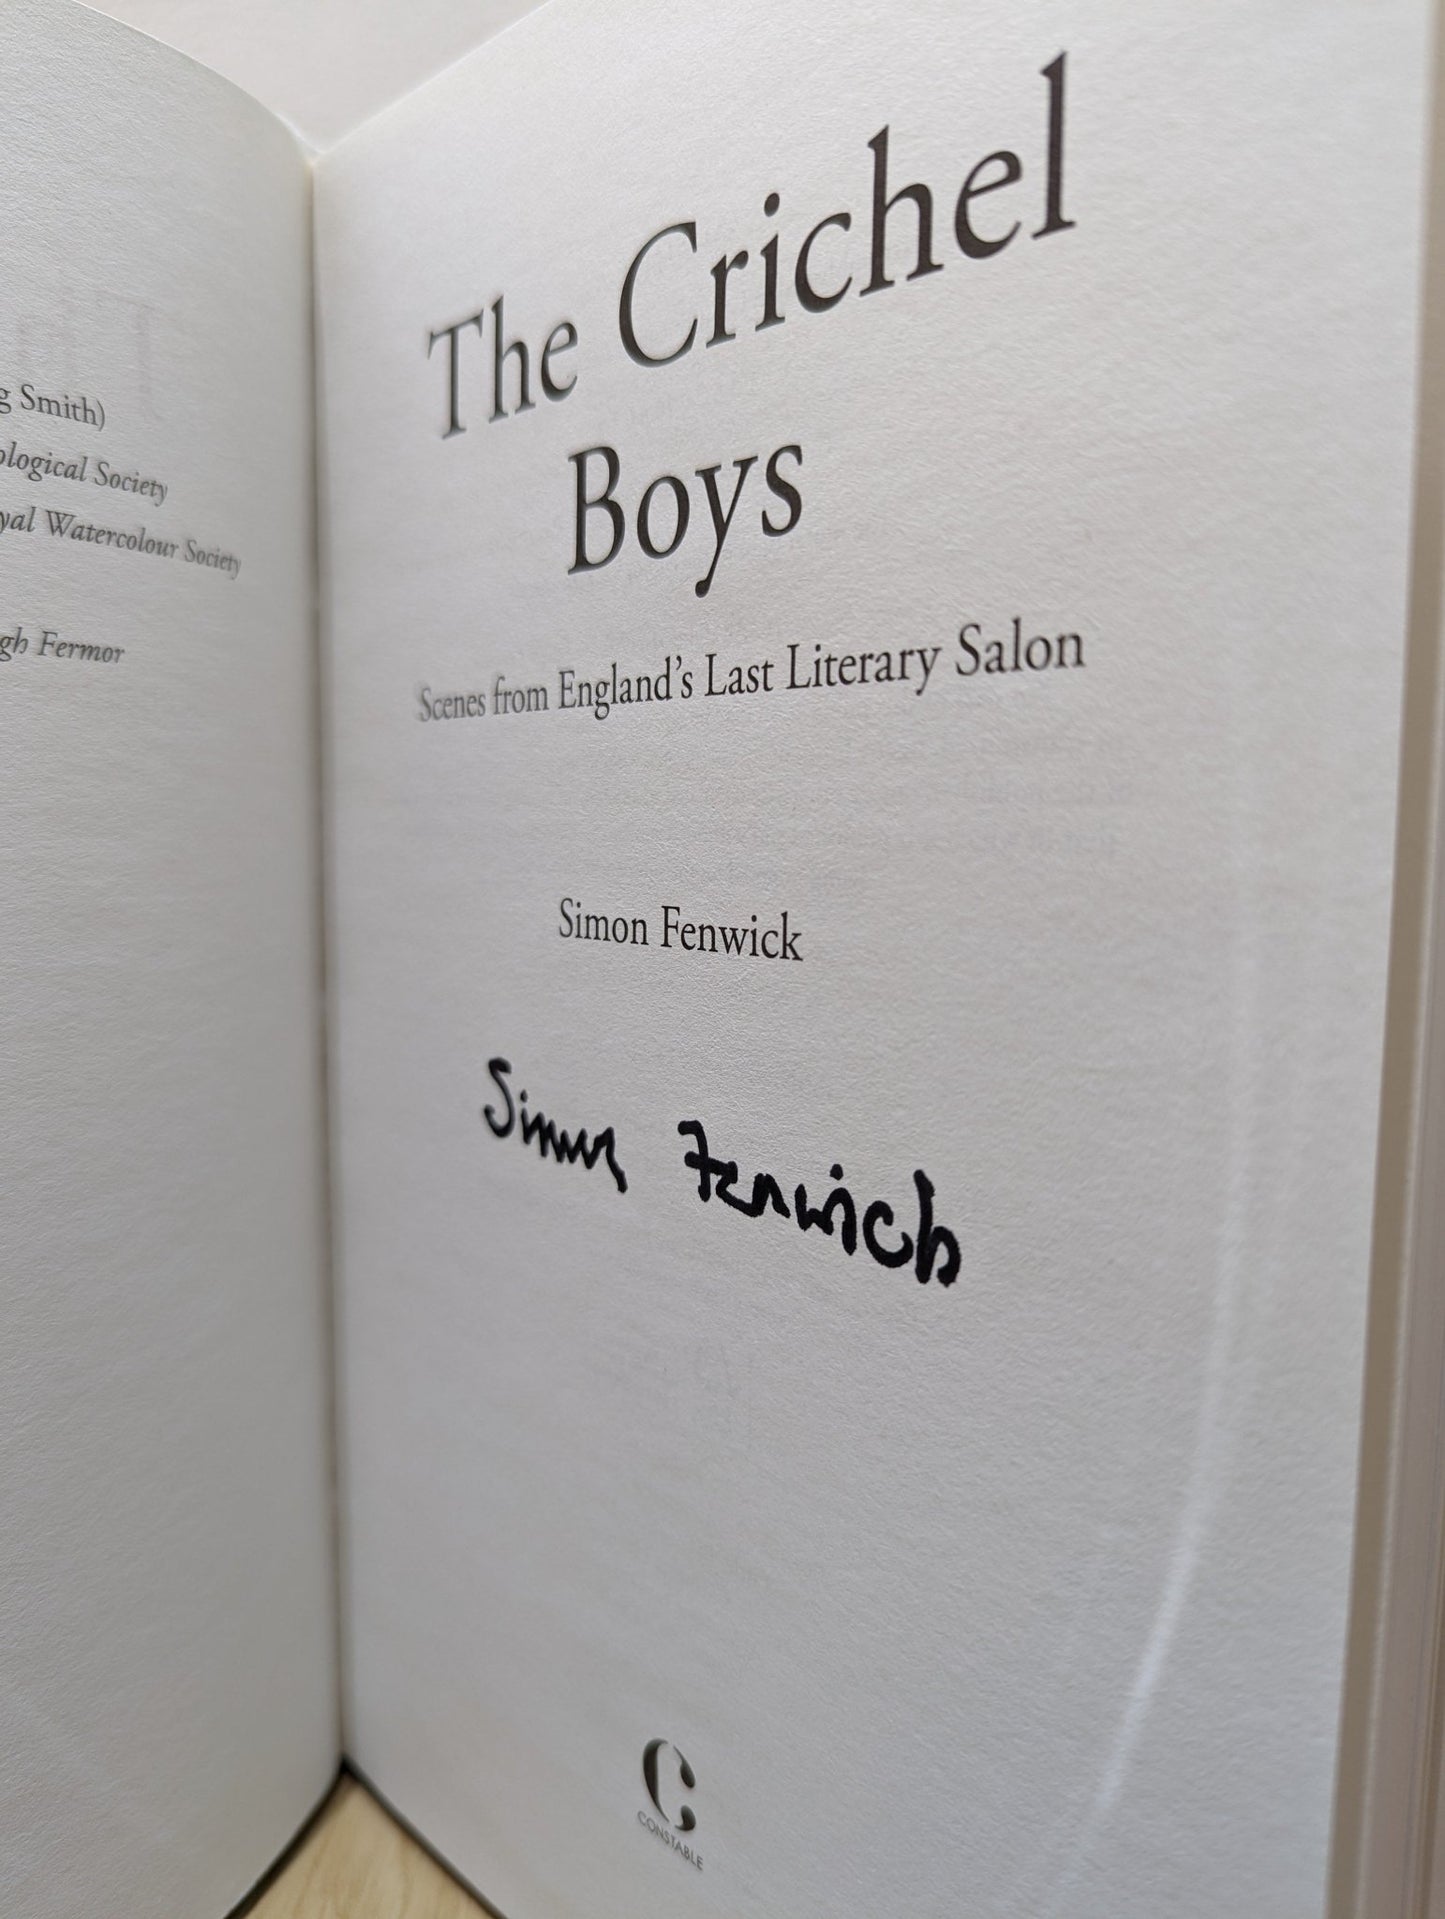 g Smith)
ological Society
yal Watercolour Society
gh Fermor
The Crichel
Boys
Scenes from England's Last Literary Salon
Simon Fenwick
Simon Fenwick
CONSTABLE